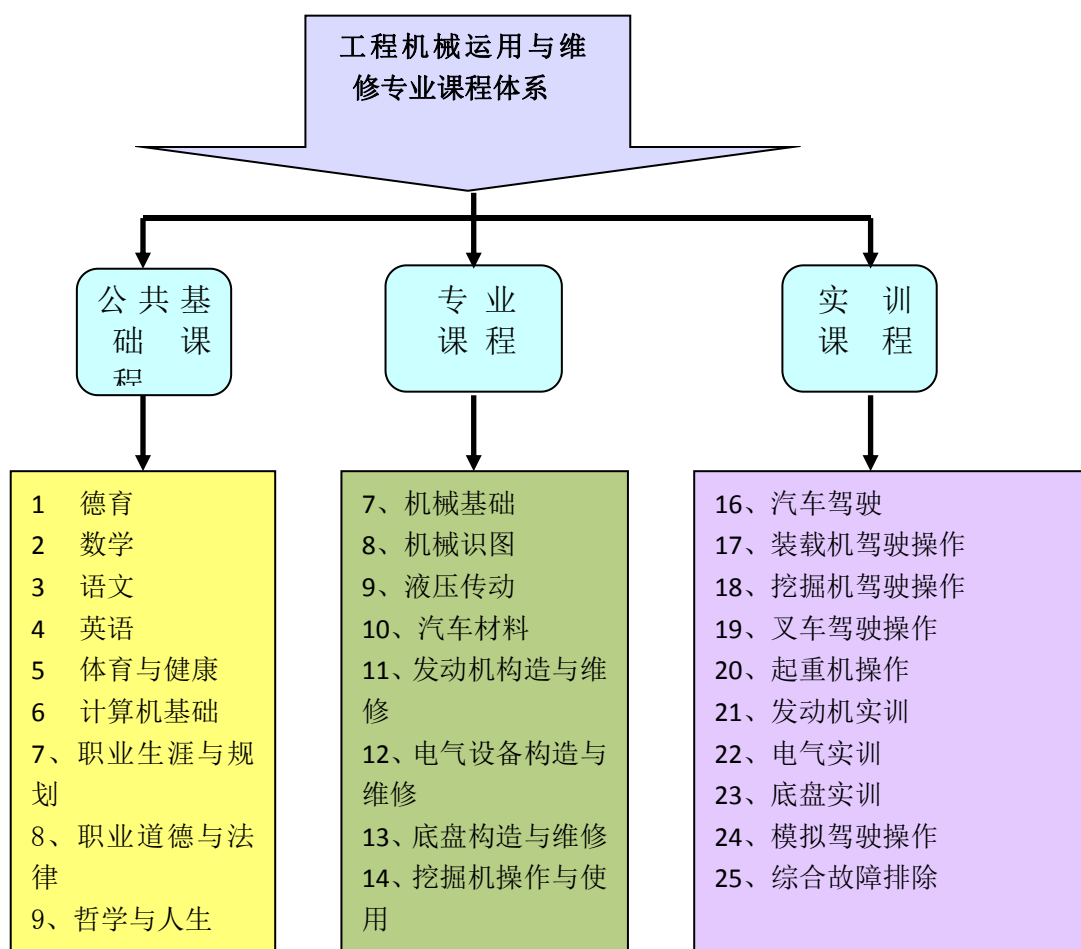 工程机械运用与维
修专业课程体系
公共基
础课
程
专业
课程
实训
课程
1 德育
2 数学
3 语文
4 英语
5 体育与健康
6 计算机基础
7、职业生涯与规
划
8、职业道德与法
律
9、哲学与人生
7、机械基础
8、机械识图
9、液压传动
10、汽车材料
11、发动机构造与维
修
12、电气设备构造与
维修
13、底盘构造与维修
14、挖掘机操作与使
用
16、汽车驾驶
17、装载机驾驶操作
18、挖掘机驾驶操作
19、叉车驾驶操作
20、起重机操作
21、发动机实训
22、电气实训
23、底盘实训
24、模拟驾驶操作
25、综合故障排除